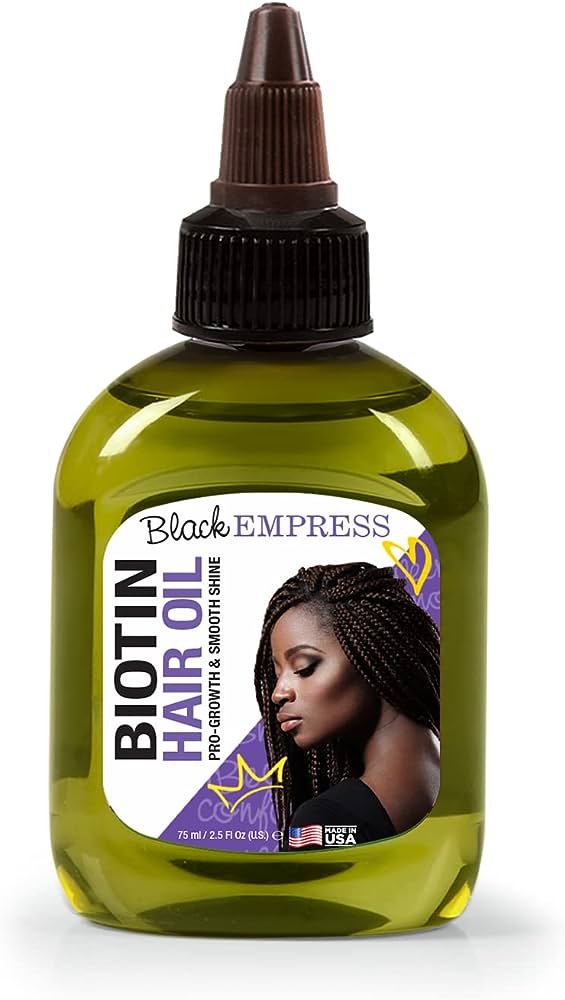 Black EMPRESS
BIOTIN
HAIR OIL
PRO-GROWTH & SMOOTH SHINE
75 ml / 2.5 Fl Oz (U.S.) ℮
MADE IN
USA